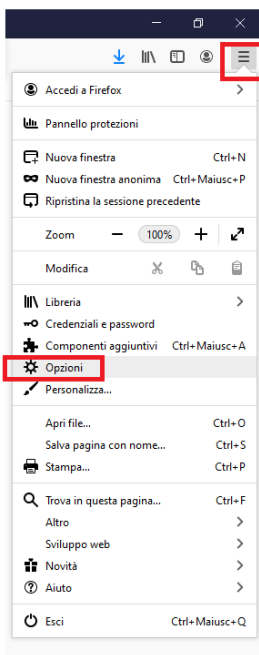 Accedi a Firefox
Pannello protezioni
Nuova finestra Ctrl+N
Nuova finestra anonima Ctrl+Maiusc+P
Ripristina la sessione precedente
Zoom 100%
Modifica
Libreria
Credenziali e password
Componenti aggiuntivi Ctrl+Maiusc+A
Opzioni
Personalizza...
Apri file... Ctrl+O
Salva pagina con nome... Ctrl+S
Stampa... Ctrl+P
Trova in questa pagina... Ctrl+F
Altro
Sviluppo web
Novità
Aiuto
Esci Ctrl+Maiusc+Q